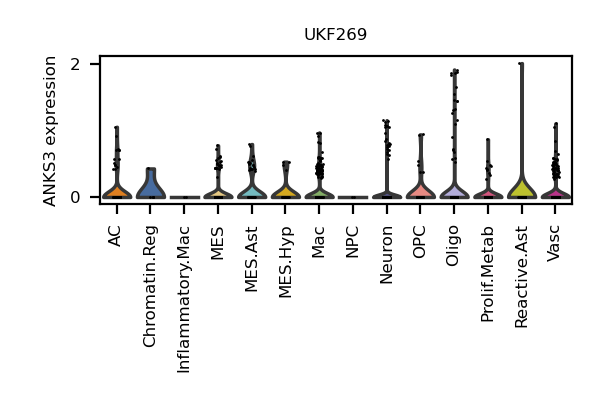 UKF269
ANKS3 expression
2
0
AC
Chromatin.Reg
Inflammatory.Mac
MES
MES.Ast
MES.Hyp
Mac
NPC
Neuron
OPC
Oligo
Prolif.Metab
Reactive.Ast
Vasc